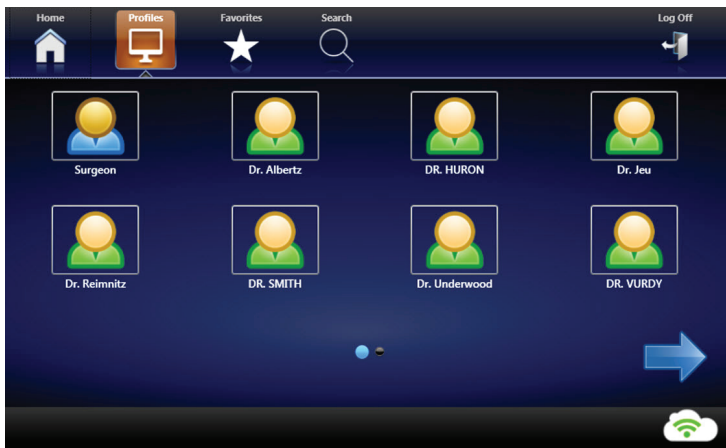 Home Profiles Favorites Search Log Off
Surgeon Dr. Albertz DR. HURON Dr. Jeu
Dr. Reimnitz DR. SMITH Dr. Underwood DR. VURDY